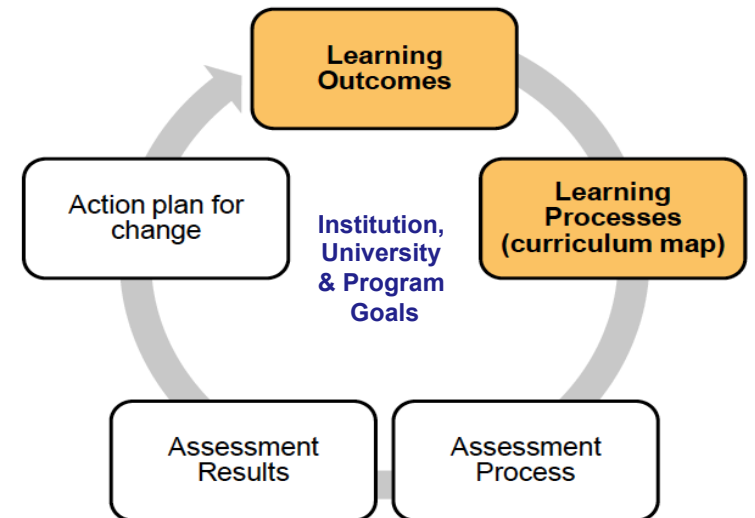 Learning
Outcomes
Learning
Processes
(curriculum map)
Action plan for
change
Institution,
University
& Program
Goals
Assessment
Results
Assessment
Process